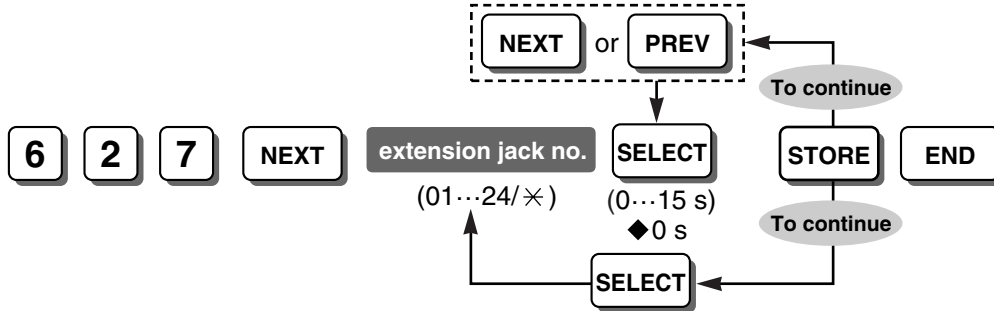 NEXT or PREV
To continue
6 2 7 NEXT extension jack no. SELECT STORE END
(01···24/✳) (0···15 s)
◆0 s
To continue
SELECT